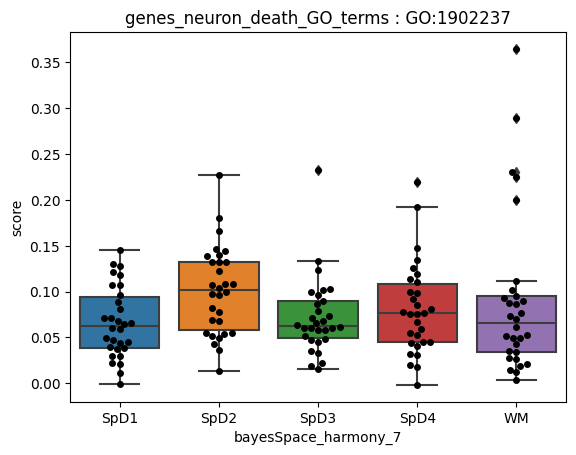 genes_neuron_death_GO_terms : GO:1902237
score
0.35
0.30
0.25
0.20
0.15
0.10
0.05
0.00
SpD1 SpD2 SpD3 SpD4 WM
bayesSpace_harmony_7